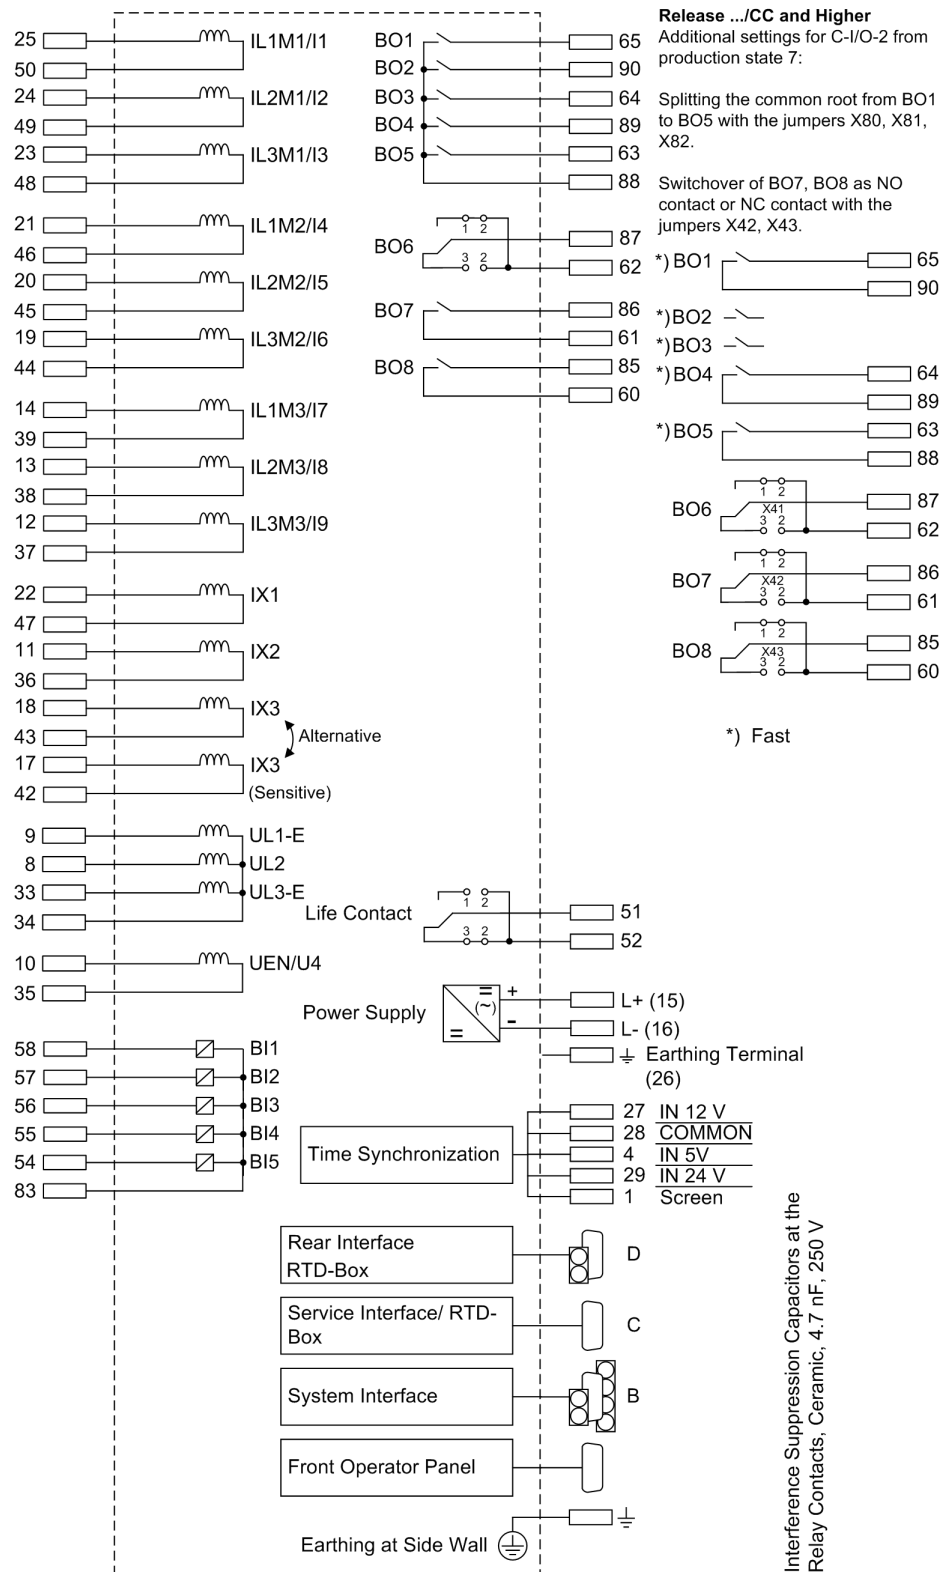 25 IL1M1/I1
50
24 IL2M1/I2
49
23 IL3M1/I3
48
21 IL1M2/I4
46
20 IL2M2/I5
45
19 IL3M2/I6
44
14 IL1M3/I7
39
13 IL2M3/I8
38
12 IL3M3/I9
37
22 IX1
47
11 IX2
36
18 IX3
43
Alternative
17 IX3
42 (Sensitive)
9 UL1-E
8 UL2
33 UL3-E
34
10 UEN/U4
35
58 BI1
57 BI2
56 BI3
55 BI4
54 BI5
83
BO1 65
BO2 90
BO3 64
BO4 89
BO5 63
88
1 2
BO6 87
3 2 62
BO7 86
61
BO8 85
60
Life Contact
1 2
51
3 2
52
Power Supply
= + L+ (15)
(~)
= - L- (16)
Earthing Terminal
(26)
Time Synchronization
27 IN 12 V
28 COMMON
4 IN 5V
29 IN 24 V
1 Screen
Rear Interface
RTD-Box
D
Service Interface/ RTD-
Box
C
System Interface
B
Front Operator Panel
Earthing at Side Wall
Release .../CC and Higher
Additional settings for C-I/O-2 from
production state 7:
Splitting the common root from BO1
to BO5 with the jumpers X80, X81,
X82.
Switchover of BO7, BO8 as NO
contact or NC contact with the
jumpers X42, X43.
*) BO1 65
90
*) BO2
*) BO3
*) BO4 64
89
*) BO5 63
88
1 2
BO6 X41 87
3 2 62
1 2
BO7 X42 86
3 2 61
1 2
BO8 X43 85
3 2 60
*) Fast
Interference Suppression Capacitors at the
Relay Contacts, Ceramic, 4.7 nF, 250 V